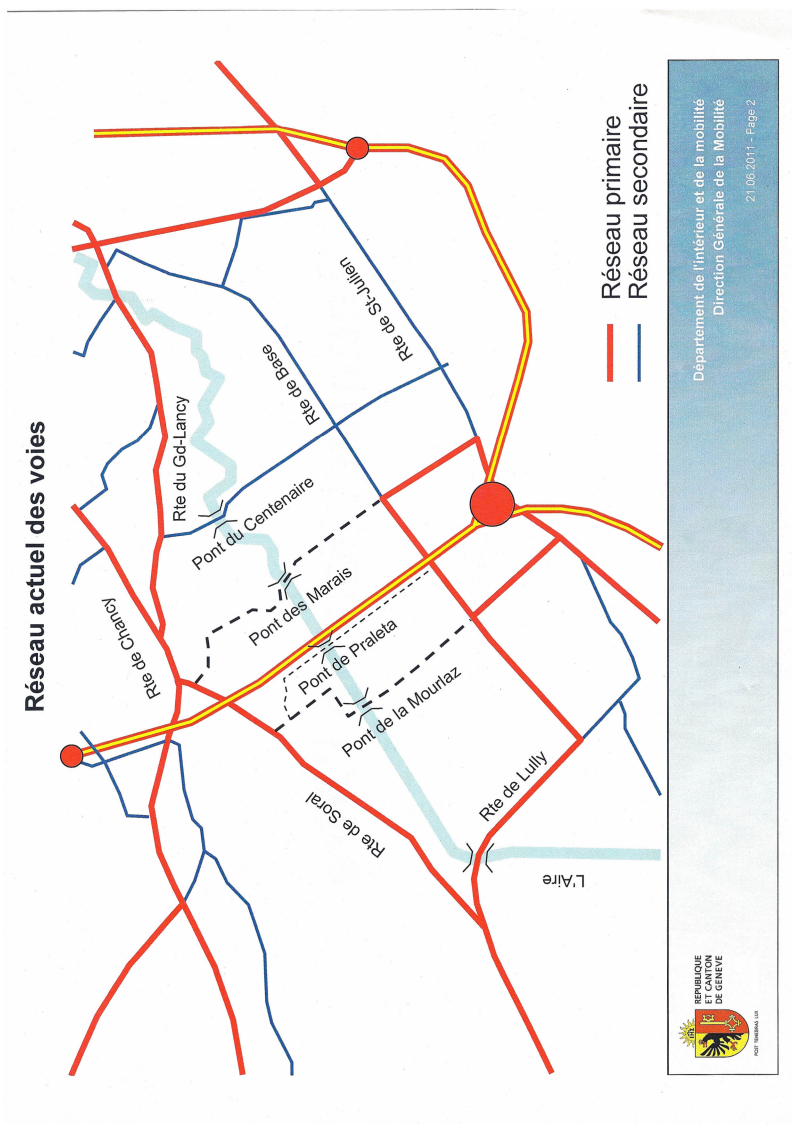 Réseau actuel des voies
Rte de Chancy
Rte du Gd-Lancy
Pont du Centenaire
Rte de Base
Rte de St-Julien
Pont des Marais
Pont de Praleta
Pont de la Mourlaz
Rte de Soral
Rte de Lully
L'Aire
Réseau primaire
Réseau secondaire
REPUBLIQUE
ET CANTON
DE GENEVE
POST TENEBRAS LUX
Département de l'intérieur et de la mobilité
Direction Générale de la Mobilité
21.06.2011 - Page 2